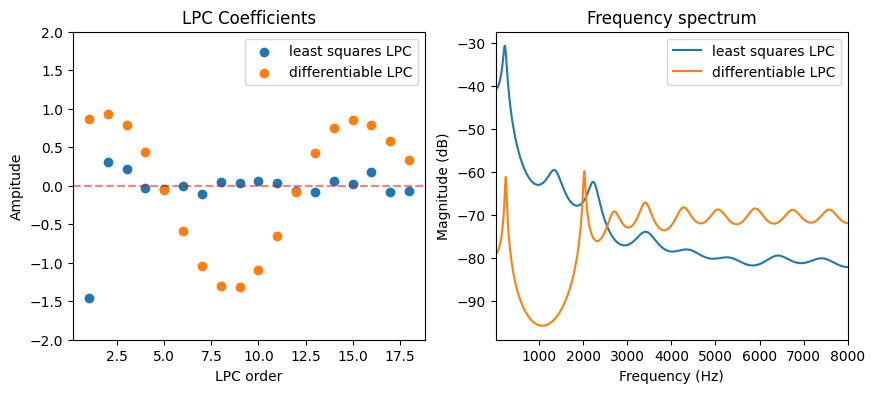 LPC Coefficients
2.0
1.5
1.0
0.5
0.0
−0.5
−1.0
−1.5
−2.0
Ampitude
least squares LPC
differentiable LPC
2.5 5.0 7.5 10.0 12.5 15.0 17.5
LPC order
Frequency spectrum
−30
−40
−50
−60
−70
−80
−90
Magnitude (dB)
least squares LPC
differentiable LPC
1000 2000 3000 4000 5000 6000 7000 8000
Frequency (Hz)